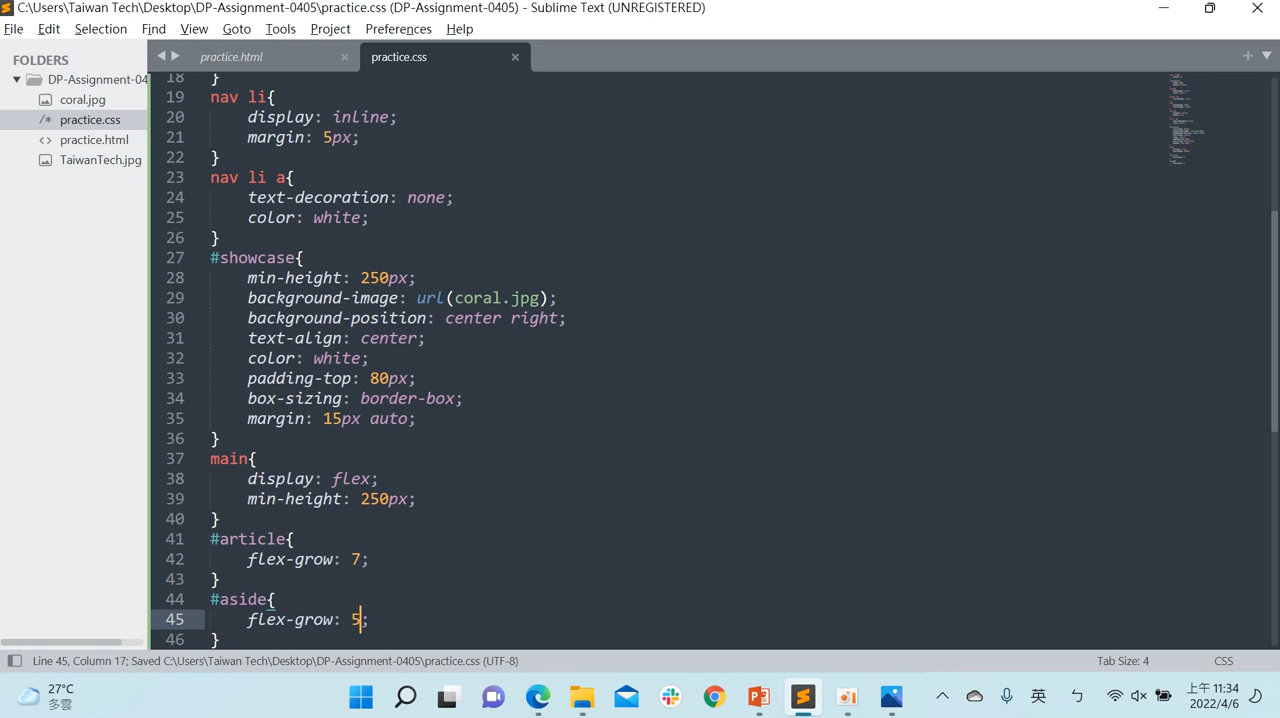 C:\Users\Taiwan Tech\Desktop\DP-Assignment-0405\practice.css (DP-Assignment-0405) - Sublime Text (UNREGISTERED)
File Edit Selection Find View Goto Tools Project Preferences Help
FOLDERS
DP-Assignment-04
coral.jpg
practice.css
practice.html
TaiwanTech.jpg
practice.html
practice.css
18 }
19 nav li{
20 display: inline;
21 margin: 5px;
22 }
23 nav li a{
24 text-decoration: none;
25 color: white;
26 }
27 #showcase{
28 min-height: 250px;
29 background-image: url(coral.jpg);
30 background-position: center right;
31 text-align: center;
32 color: white;
33 padding-top: 80px;
34 box-sizing: border-box;
35 margin: 15px auto;
36 }
37 main{
38 display: flex;
39 min-height: 250px;
40 }
41 #article{
42 flex-grow: 7;
43 }
44 #aside{
45 flex-grow: 5;
46 }
Line 45, Column 17; Saved C:\Users\Taiwan Tech\Desktop\DP-Assignment-0405\practice.css (UTF-8)
Tab Size: 4
CSS
27°C
多雲
英
ㄅ
上午 11:34
2022/4/6